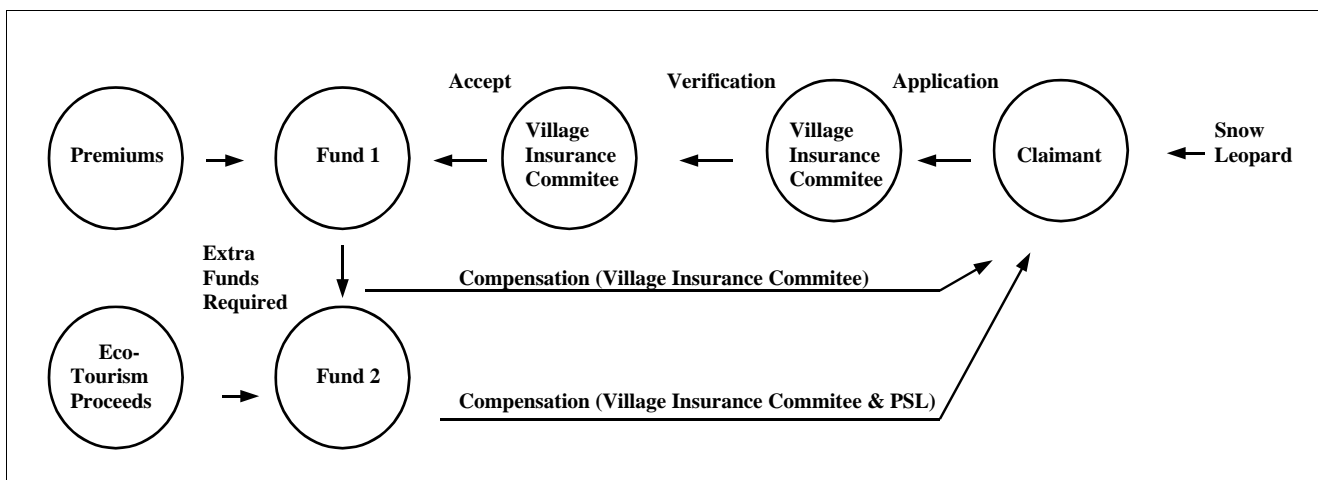 Accept
Verification
Application
Premiums
Fund 1
Village
Insurance
Commitee
Village
Insurance
Commitee
Claimant
Snow
Leopard
Extra
Funds
Required
Compensation (Village Insurance Commitee)
Eco-
Tourism
Proceeds
Fund 2
Compensation (Village Insurance Commitee & PSL)